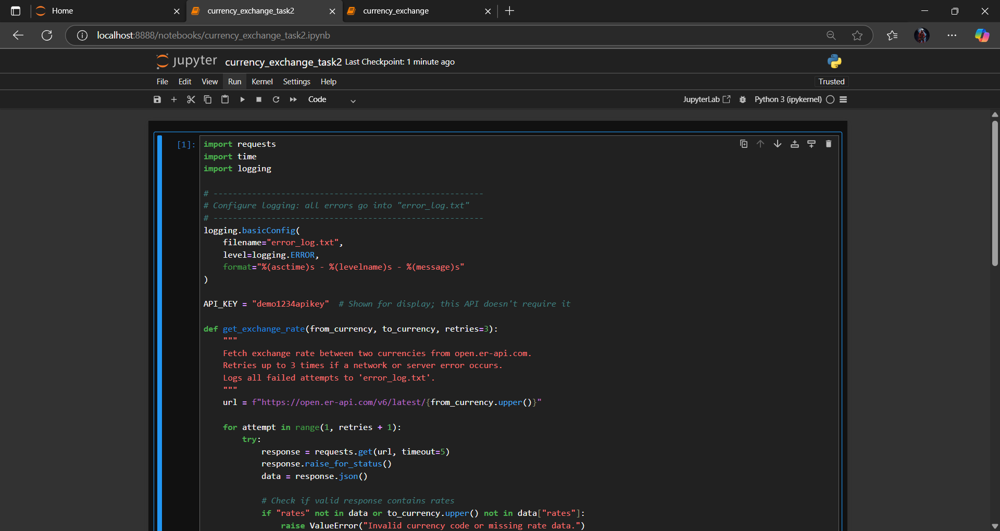 Home
currency_exchange_task2
currency_exchange
localhost:8888/notebooks/currency_exchange_task2.ipynb
jupyter currency_exchange_task2 Last Checkpoint: 1 minute ago
File Edit View Run Kernel Settings Help Trusted
Code JupyterLab Python 3 (ipykernel)
[1]: import requests
import time
import logging
# --------------------------------------------------------
# Configure logging: all errors go into "error_log.txt"
# --------------------------------------------------------
logging.basicConfig(
    filename="error_log.txt",
    level=logging.ERROR,
    format="%(asctime)s - %(levelname)s - %(message)s"
)
API_KEY = "demo1234apikey"  # Shown for display; this API doesn't require it
def get_exchange_rate(from_currency, to_currency, retries=3):
    """
    Fetch exchange rate between two currencies from open.er-api.com.
    Retries up to 3 times if a network or server error occurs.
    Logs all failed attempts to 'error_log.txt'.
    """
    url = f"https://open.er-api.com/v6/latest/{from_currency.upper()}"
    for attempt in range(1, retries + 1):
        try:
            response = requests.get(url, timeout=5)
            response.raise_for_status()
            data = response.json()
            # Check if valid response contains rates
            if "rates" not in data or to_currency.upper() not in data["rates"]:
                raise ValueError("Invalid currency code or missing rate data.")